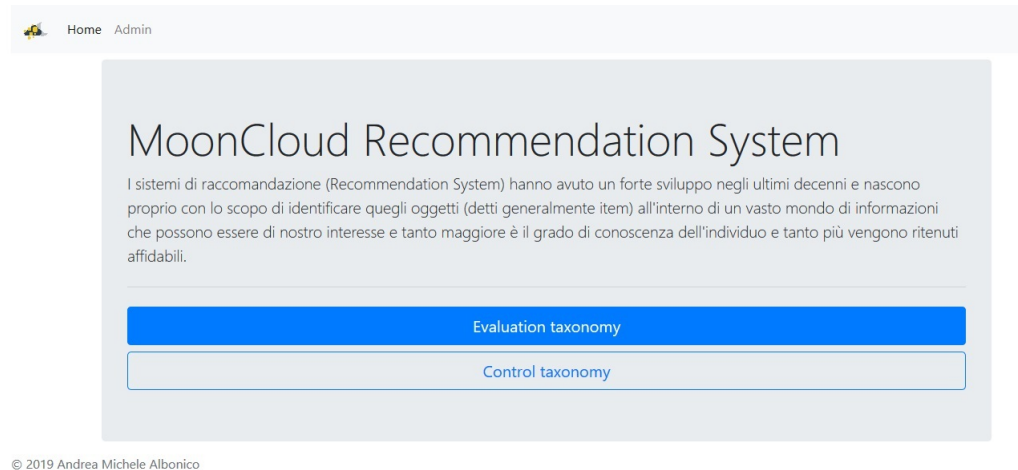 Home Admin
MoonCloud Recommendation System
I sistemi di raccomandazione (Recommendation System) hanno avuto un forte sviluppo negli ultimi decenni e nascono
proprio con lo scopo di identificare quegli oggetti (detti generalmente item) all'interno di un vasto mondo di informazioni
che possono essere di nostro interesse e tanto maggiore è il grado di conoscenza dell'individuo e tanto più vengono ritenuti
affidabili.
Evaluation taxonomy
Control taxonomy
© 2019 Andrea Michele Albonico